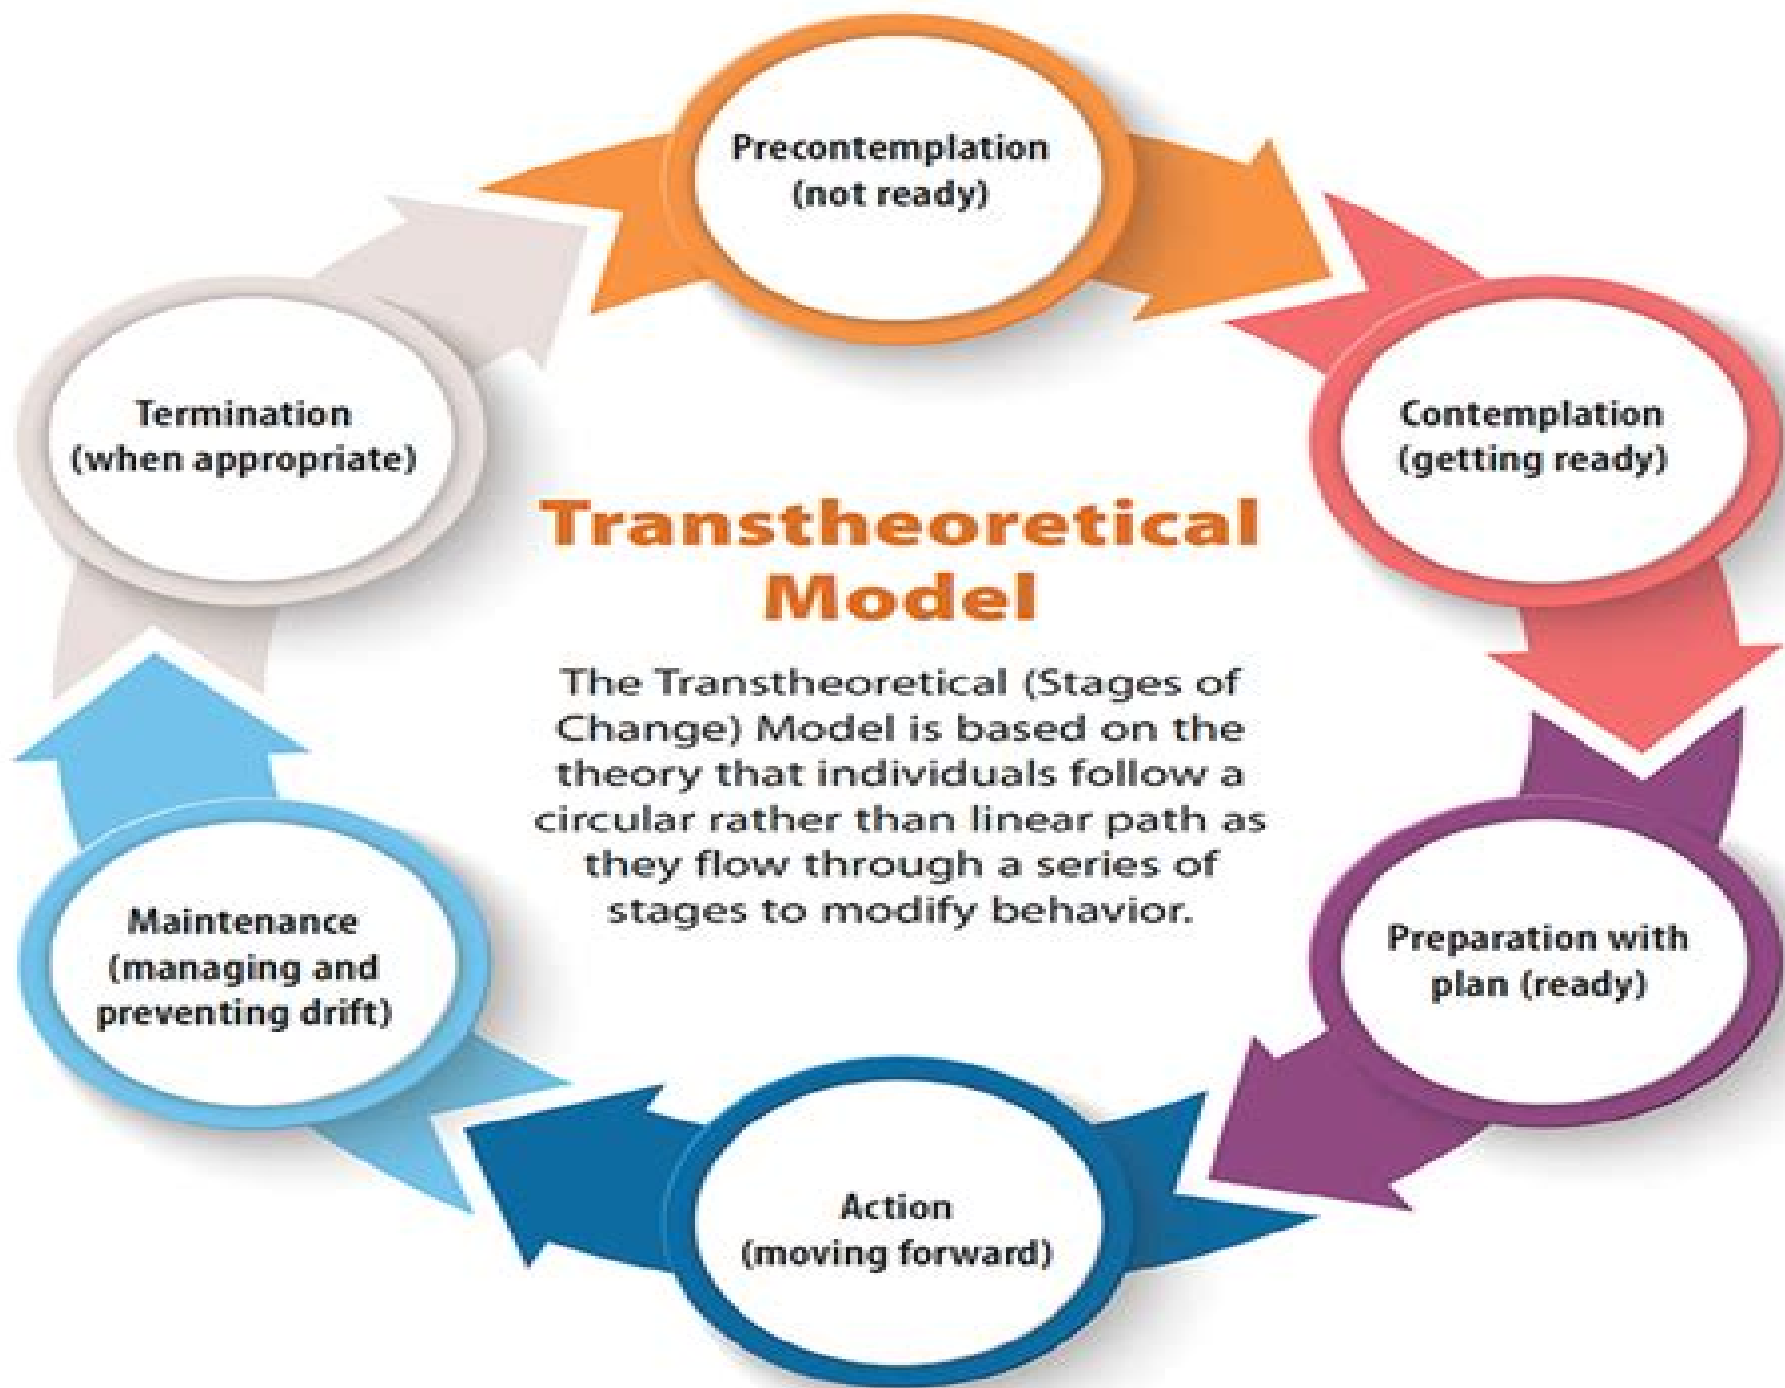 Precontemplation
(not ready)
Contemplation
(getting ready)
Preparation with
plan (ready)
Action
(moving forward)
Maintenance
(managing and
preventing drift)
Termination
(when appropriate)
Transtheoretical
Model
The Transtheoretical (Stages of
Change) Model is based on the
theory that individuals follow a
circular rather than linear path as
they flow through a series of
stages to modify behavior.